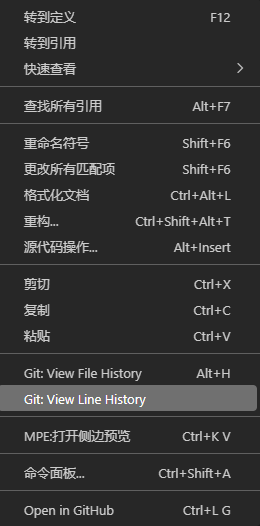 转到定义 F12
转到引用
快速查看
查找所有引用 Alt+F7
重命名符号 Shift+F6
更改所有匹配项 Shift+F6
格式化文档 Ctrl+Alt+L
重构... Ctrl+Shift+Alt+T
源代码操作... Alt+Insert
剪切 Ctrl+X
复制 Ctrl+C
粘贴 Ctrl+V
Git: View File History Alt+H
Git: View Line History
MPE:打开侧边预览 Ctrl+K V
命令面板... Ctrl+Shift+A
Open in GitHub Ctrl+L G